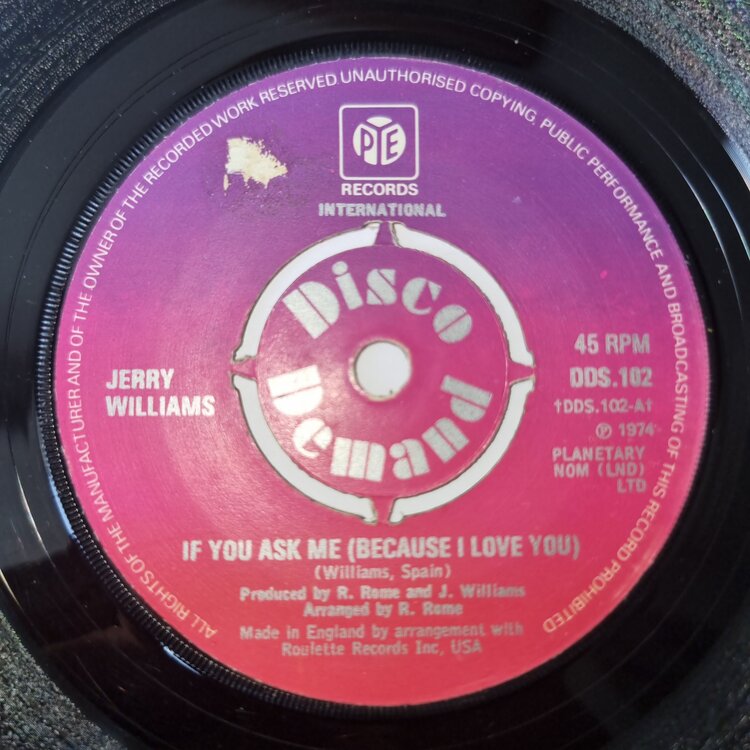 ALL RIGHTS OF THE MANUFACTURER AND OF THE OWNER OF THE RECORDED WORK RESERVED UNAUTHORISED COPYING, PUBLIC PERFORMANCE AND BROADCASTING OF THIS RECORD PROHIBITED
PYE
RECORDS
INTERNATIONAL
Disco
Demand
JERRY
WILLIAMS
45 RPM
DDS.102
†DDS.102-A†
℗ 1974
PLANETARY
NOM (LND)
LTD
IF YOU ASK ME (BECAUSE I LOVE YOU)
(Williams, Spain)
Produced by R. Rome and J. Williams
Arranged by R. Rome
Made in England by arrangement with
Roulette Records Inc, USA